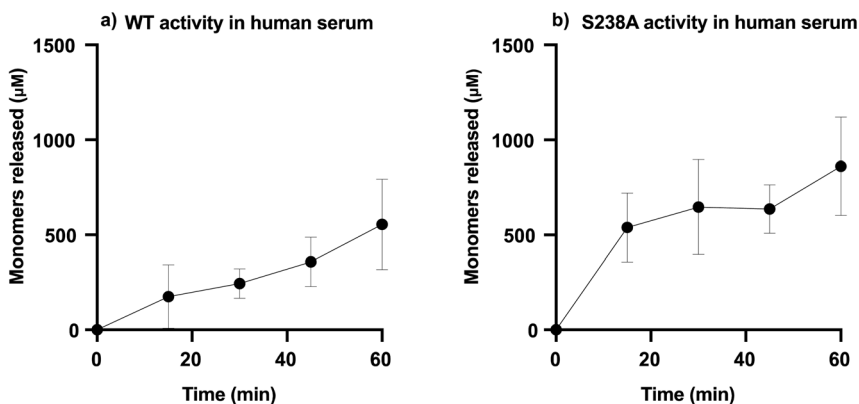 a) WT activity in human serum
1500
1000
500
0
Monomers released (μM)
0 20 40 60
Time (min)
b) S238A activity in human serum
1500
1000
500
0
Monomers released (μM)
0 20 40 60
Time (min)